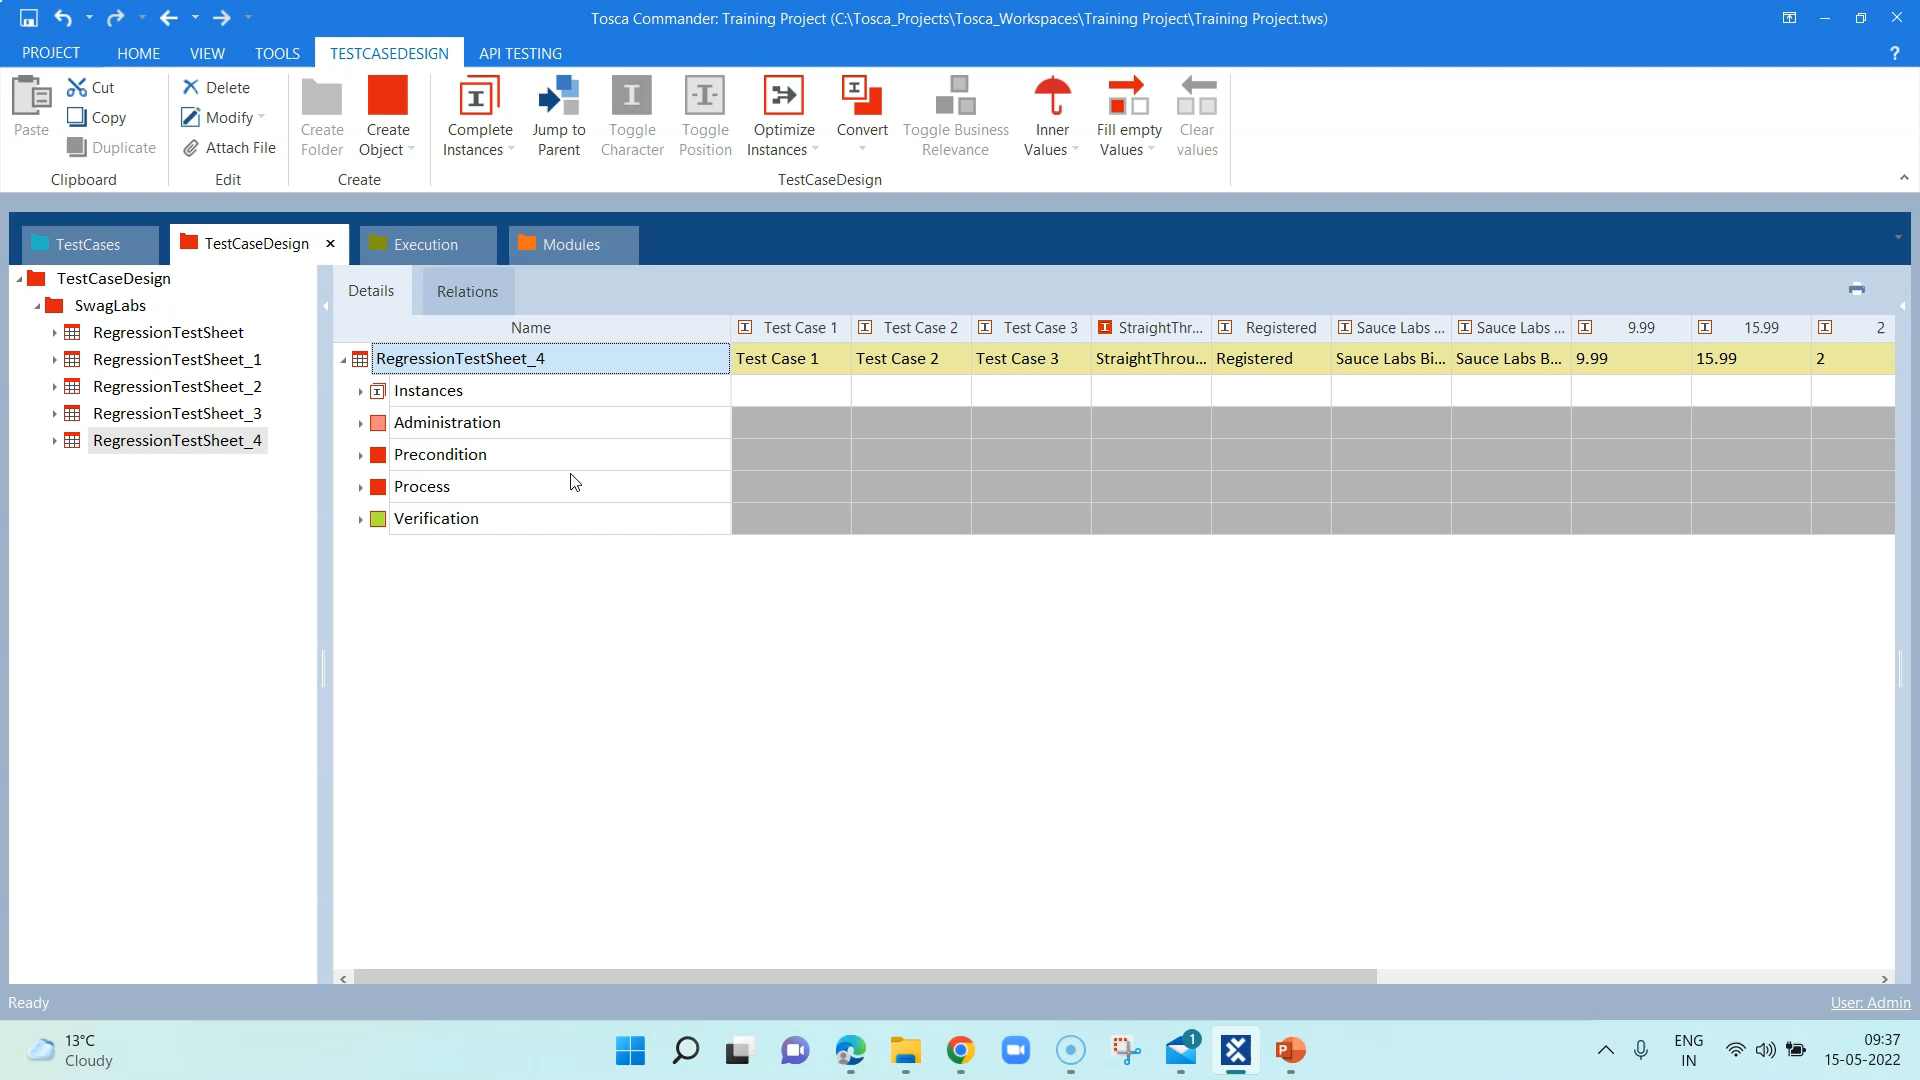 Tosca Commander: Training Project (C:\Tosca_Projects\Tosca_Workspaces\Training Project\Training Project.tws)
PROJECT HOME VIEW TOOLS TESTCASEDESIGN API TESTING ?
Paste
Cut
Copy
Duplicate
Clipboard
Delete
Modify
Attach File
Edit
Create Folder
Create Object
Create
Complete Instances
Jump to Parent
Toggle Character
Toggle Position
Optimize Instances
Convert
Toggle Business Relevance
Inner Values
Fill empty Values
Clear values
TestCaseDesign
TestCases TestCaseDesign Execution Modules
TestCaseDesign
SwagLabs
RegressionTestSheet
RegressionTestSheet_1
RegressionTestSheet_2
RegressionTestSheet_3
RegressionTestSheet_4
Details Relations
Name Test Case 1 Test Case 2 Test Case 3 StraightThr... Registered Sauce Labs ... Sauce Labs ... 9.99 15.99 2
RegressionTestSheet_4 Test Case 1 Test Case 2 Test Case 3 StraightThrou... Registered Sauce Labs Bi... Sauce Labs B... 9.99 15.99 2
Instances
Administration
Precondition
Process
Verification
Ready User: Admin
13°C
Cloudy
1
ENG
IN
09:37
15-05-2022